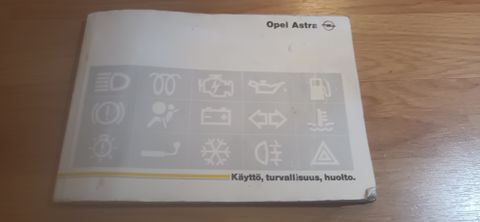 Opel Astra
Käyttö, turvallisuus, huolto.